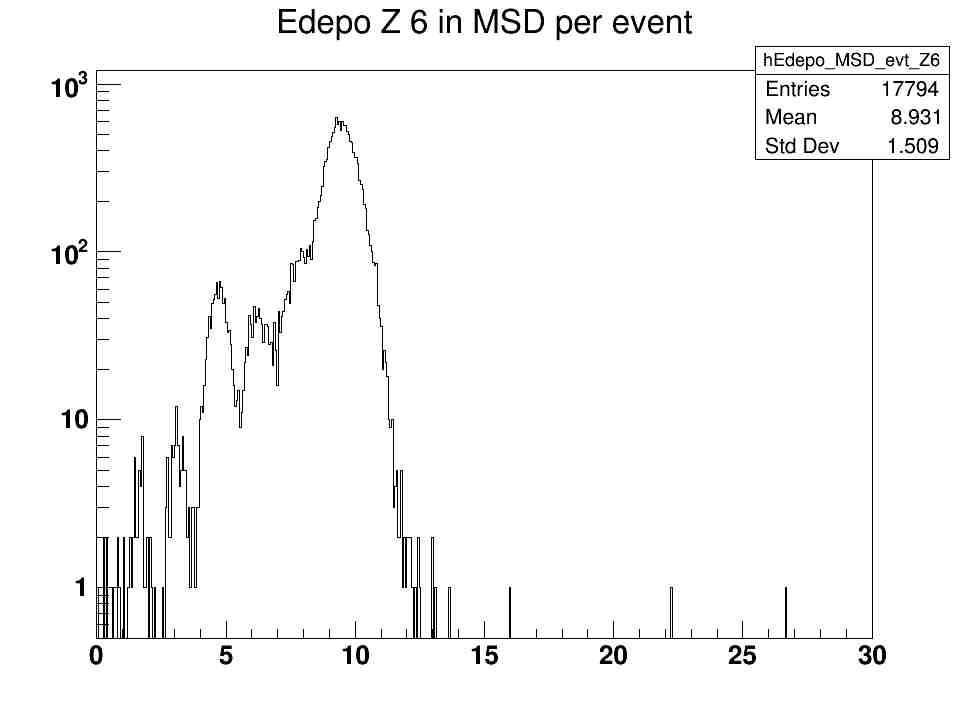 Edepo Z 6 in MSD per event
hEdepo_MSD_evt_Z6
Entries 17794
Mean 8.931
Std Dev 1.509
10³
10²
10
1
0 5 10 15 20 25 30